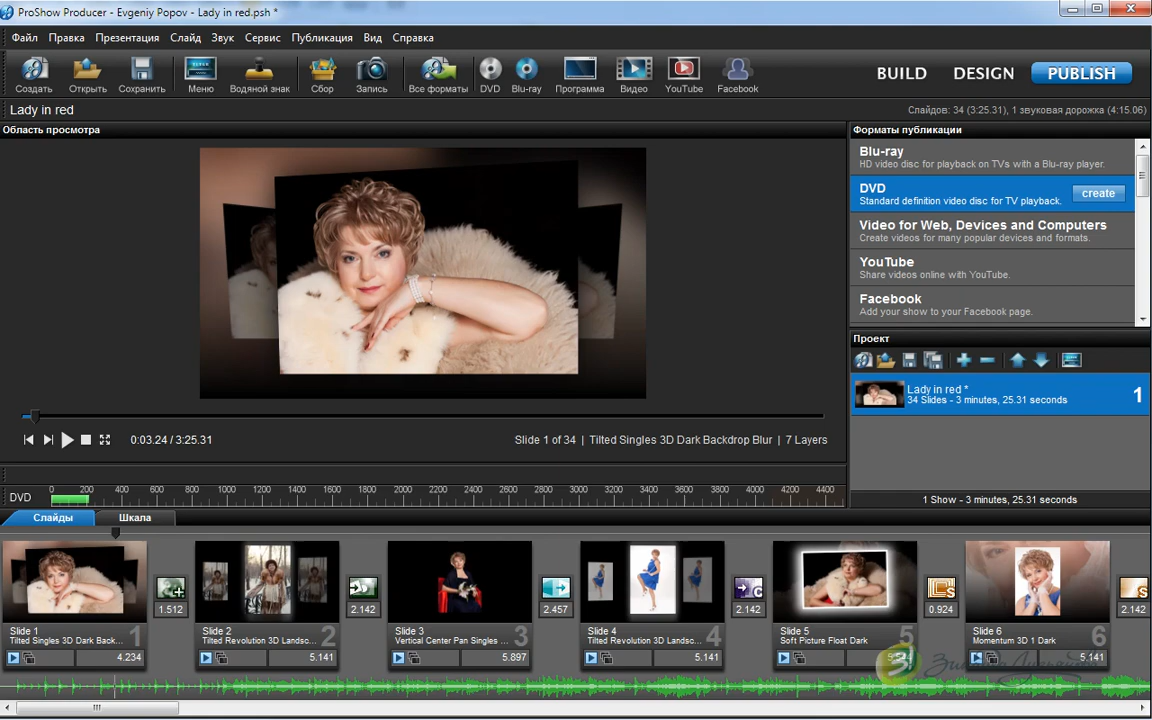 ProShow Producer - Evgeniy Popov - Lady in red.psh *
Файл Правка Презентация Слайд Звук Сервис Публикация Вид Справка
Создать Открыть Сохранить Меню Водяной знак Сбор Запись Все форматы DVD Blu-ray Программа Видео YouTube Facebook
BUILD DESIGN PUBLISH
Lady in red
Слайдов: 34 (3:25.31), 1 звуковая дорожка (4:15.06)
Область просмотра
Форматы публикации
Blu-ray
HD video disc for playback on TVs with a Blu-ray player.
DVD
Standard definition video disc for TV playback.
create
Video for Web, Devices and Computers
Create videos for many popular devices and formats.
YouTube
Share videos online with YouTube.
Facebook
Add your show to your Facebook page.
Проект
Lady in red *
34 Slides - 3 minutes, 25.31 seconds
1
1 Show - 3 minutes, 25.31 seconds
0:03.24 / 3:25.31
Slide 1 of 34 | Tilted Singles 3D Dark Backdrop Blur | 7 Layers
DVD 0 200 400 600 800 1000 1200 1400 1600 1800 2000 2200 2400 2600 2800 3000 3200 3400 3600 3800 4000 4200 4400
Слайды Шкала
1.512 2.142 2.457 2.142 0.924 2.142
Slide 1
Tilted Singles 3D Dark Back...
1
4.234
Slide 2
Tilted Revolution 3D Landsc...
2
5.141
Slide 3
Vertical Center Pan Singles ...
3
5.897
Slide 4
Tilted Revolution 3D Landsc...
4
5.141
Slide 5
Soft Picture Float Dark
5
Slide 6
Momentum 3D 1 Dark
6
5.141